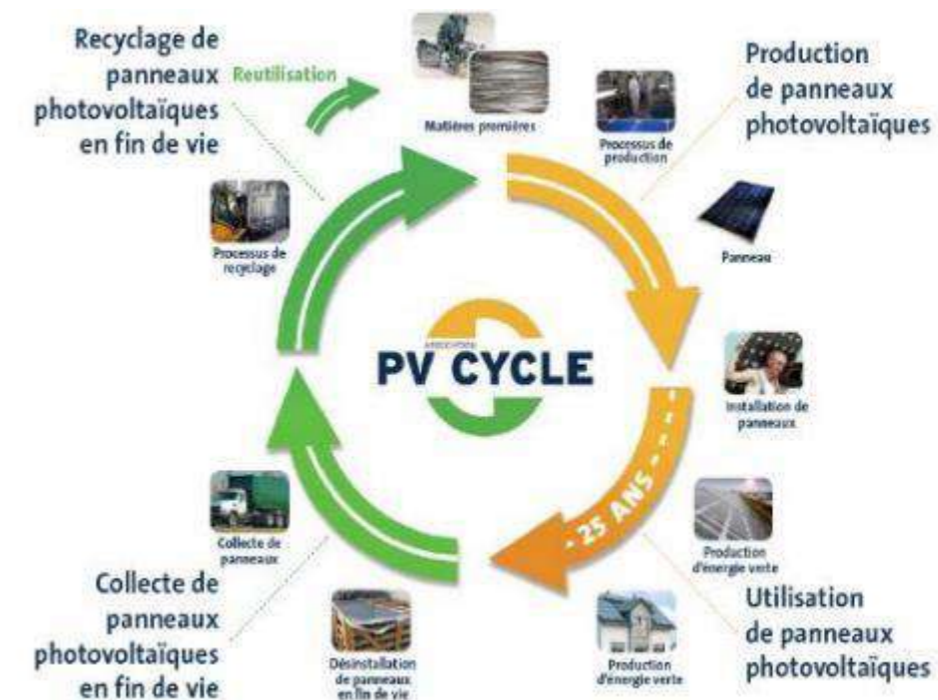 Recyclage de
panneaux
photovoltaïques
en fin de vie
Reutilisation
Matières premières
Processus de
production
Production
de panneaux
photovoltaïques
Panneau
Processus de
recyclage
ASSOCIATION
PV CYCLE
Installation de
panneaux
- 25 ANS -
Production
d'énergie verte
Collecte de
panneaux
Collecte de
panneaux
photovoltaïques
en fin de vie
Désinstallation
de panneaux
en fin de vie
Production
d'énergie verte
Utilisation
de panneaux
photovoltaïques